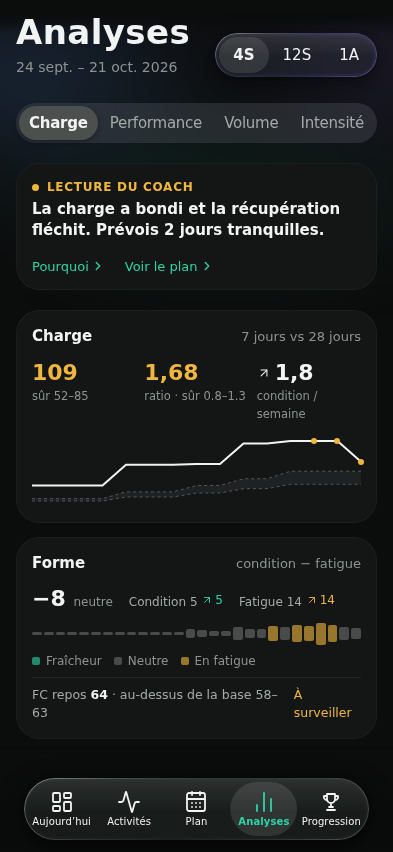 Analyses
24 sept. – 21 oct. 2026
4S 12S 1A
Charge Performance Volume Intensité
LECTURE DU COACH
La charge a bondi et la récupération
fléchit. Prévois 2 jours tranquilles.
Pourquoi Voir le plan
Charge 7 jours vs 28 jours
109 1,68 1,8
sûr 52–85 ratio · sûr 0.8–1.3 condition /
semaine
Forme condition − fatigue
−8 neutre Condition 5 5 Fatigue 14 14
Fraîcheur Neutre En fatigue
FC repos 64 · au-dessus de la base 58–
63
À
surveiller
Aujourd'hui Activités Plan Analyses Progression